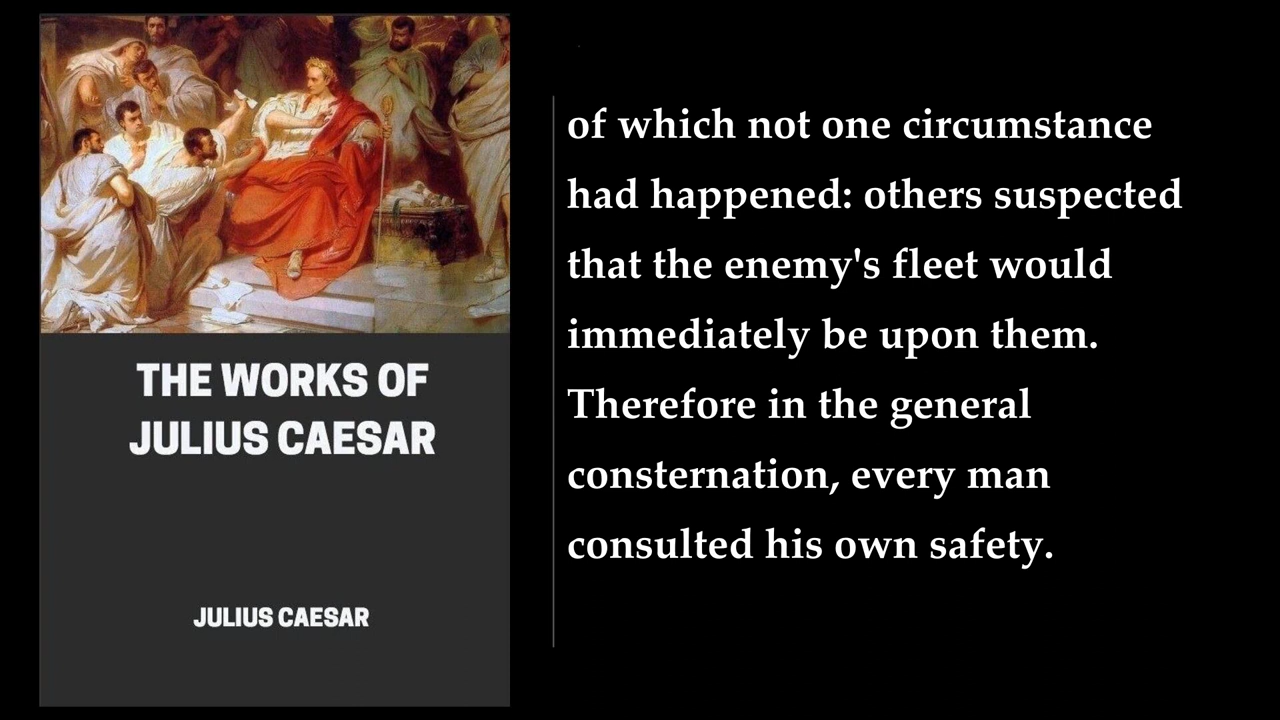 THE WORKS OF
JULIUS CAESAR
JULIUS CAESAR
of which not one circumstance
had happened: others suspected
that the enemy's fleet would
immediately be upon them.
Therefore in the general
consternation, every man
consulted his own safety.